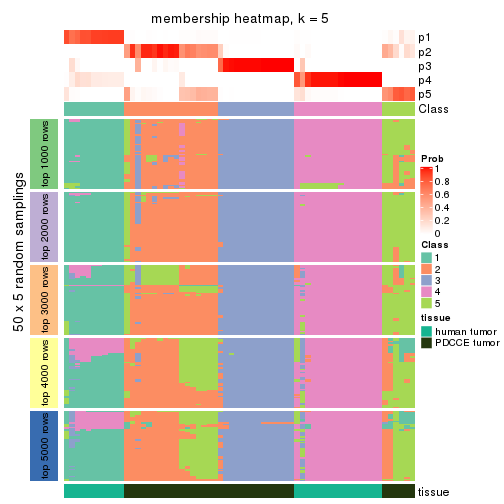 membership heatmap, k = 5
p1
p2
p3
p4
p5
Class
50 x 5 random samplings
top 1000 rows
top 2000 rows
top 3000 rows
top 4000 rows
top 5000 rows
Prob
1
0.8
0.6
0.4
0.2
0
Class
1
2
3
4
5
tissue
human tumor
PDCCE tumor
tissue